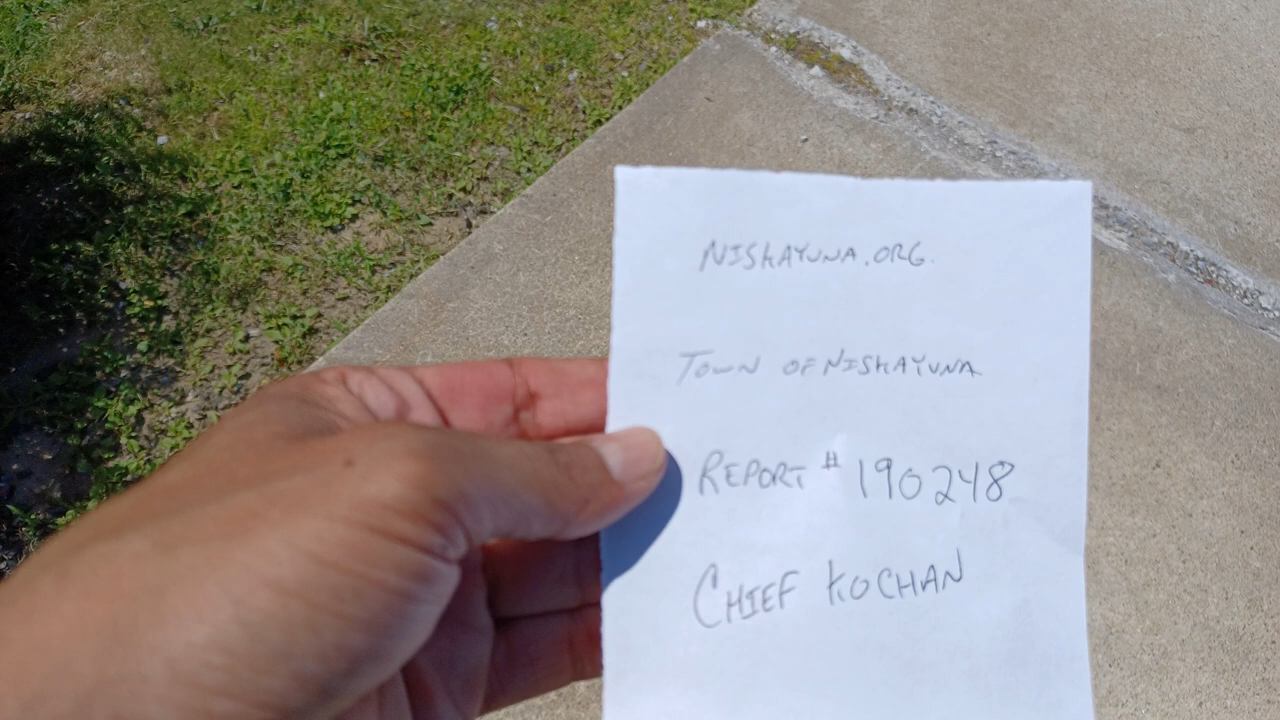 NISKAYUNA.ORG.
TOWN OF NISKAYUNA
REPORT # 190248
CHIEF KOCHAN